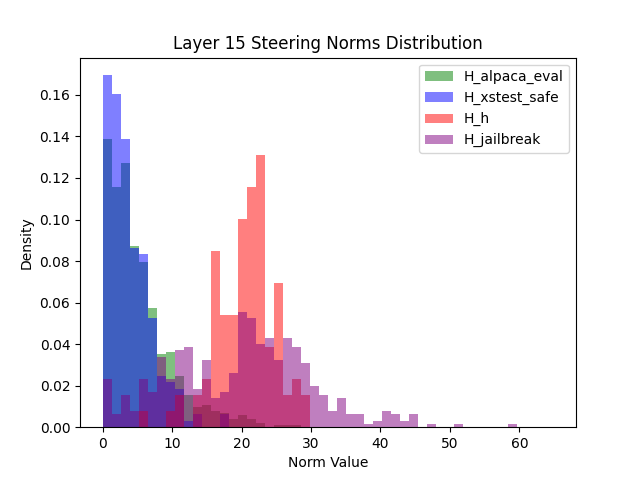 Layer 15 Steering Norms Distribution
H_alpaca_eval
H_xstest_safe
H_h
H_jailbreak
Density
0.16
0.14
0.12
0.10
0.08
0.06
0.04
0.02
0.00
0 10 20 30 40 50 60
Norm Value